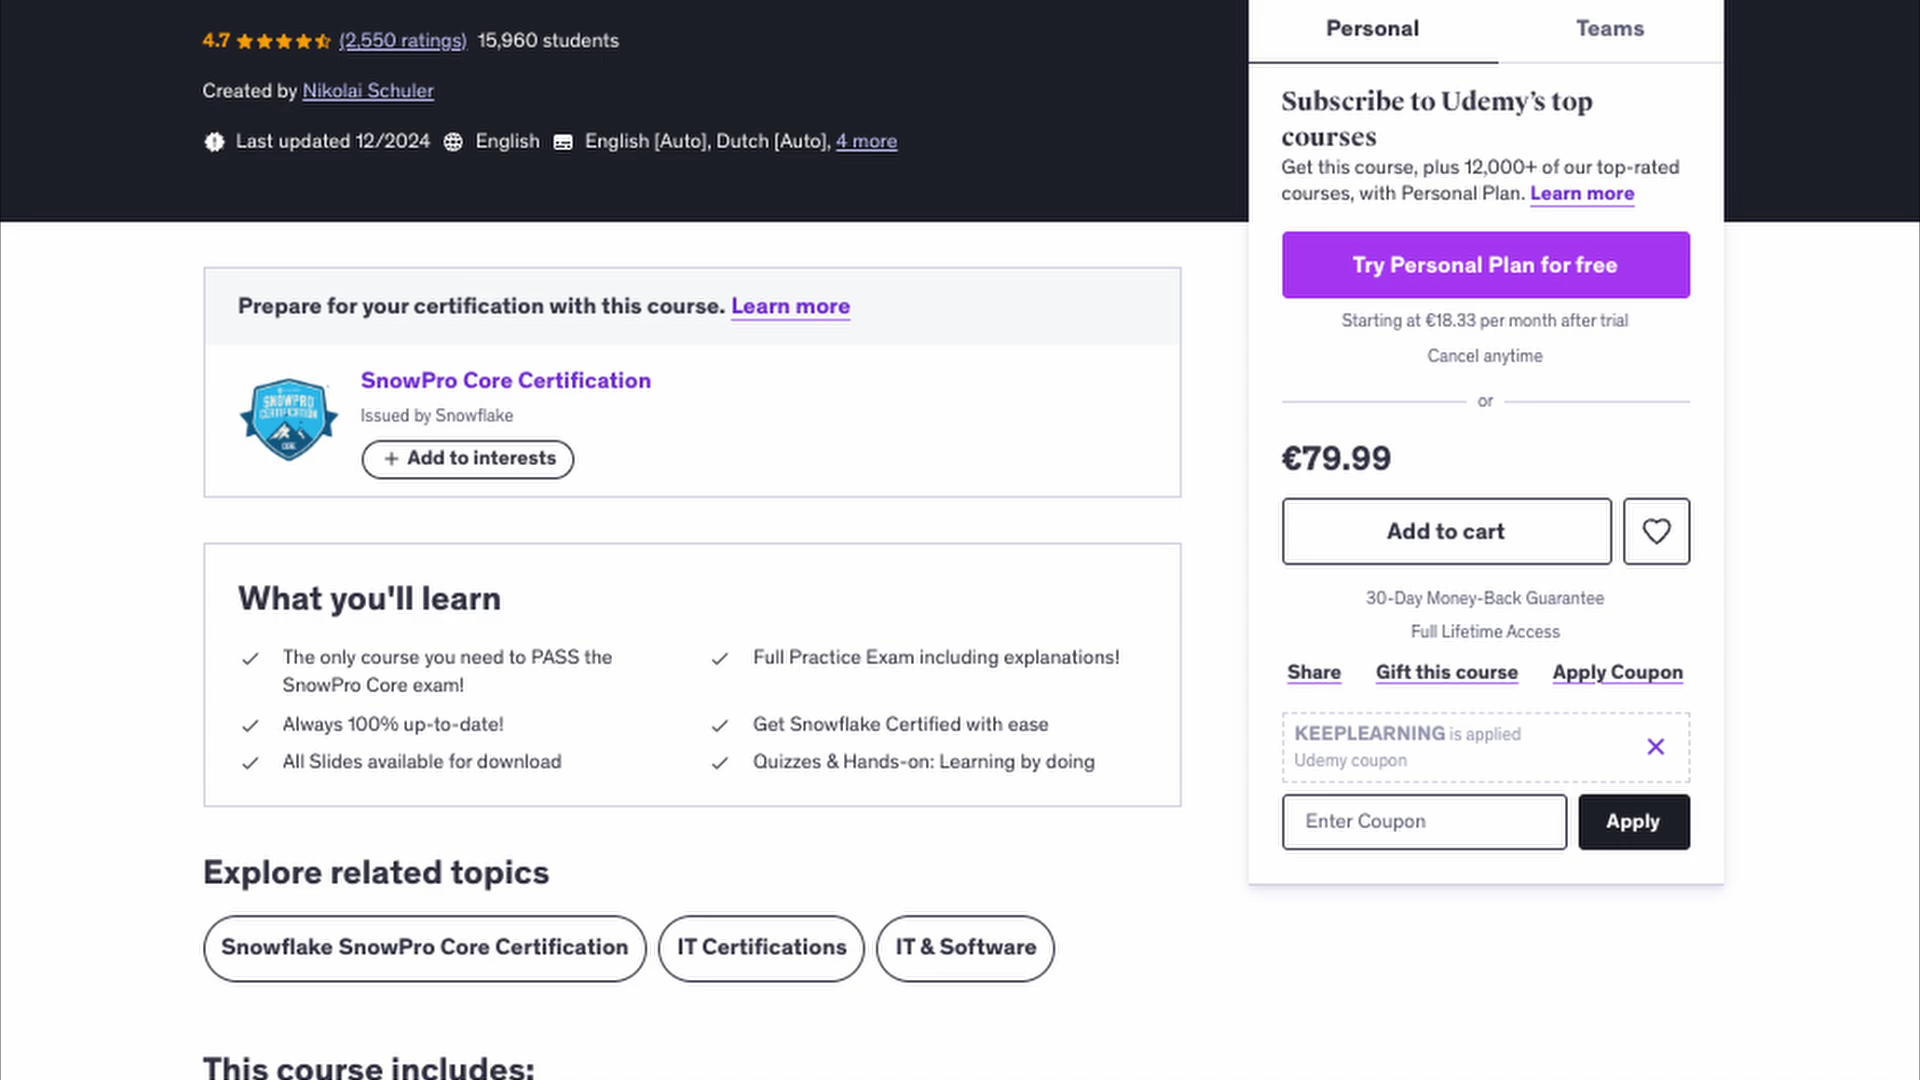 4.7 (2,550 ratings) 15,960 students
Created by Nikolai Schuler
Last updated 12/2024 English English [Auto], Dutch [Auto], 4 more
Prepare for your certification with this course. Learn more
SNOWPRO
CERTIFICATION
CORE
SnowPro Core Certification
Issued by Snowflake
+ Add to interests
What you'll learn
The only course you need to PASS the
SnowPro Core exam!
Always 100% up-to-date!
All Slides available for download
Full Practice Exam including explanations!
Get Snowflake Certified with ease
Quizzes & Hands-on: Learning by doing
Explore related topics
Snowflake SnowPro Core Certification
IT Certifications
IT & Software
This course includes:
Personal
Teams
Subscribe to Udemy’s top
courses
Get this course, plus 12,000+ of our top-rated
courses, with Personal Plan. Learn more
Try Personal Plan for free
Starting at €18.33 per month after trial
Cancel anytime
or
€79.99
Add to cart
30-Day Money-Back Guarantee
Full Lifetime Access
Share
Gift this course
Apply Coupon
KEEPLEARNING is applied
Udemy coupon
Enter Coupon
Apply